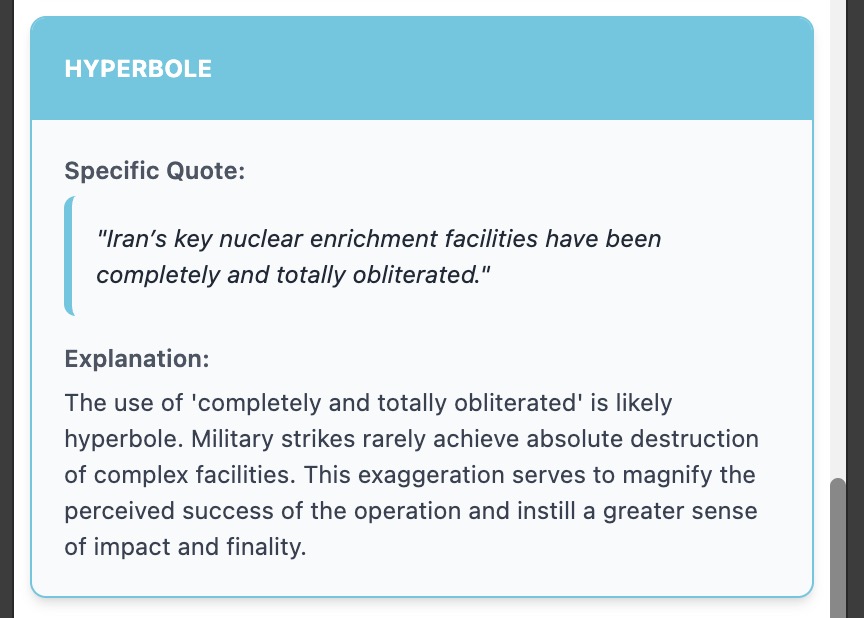 HYPERBOLE
Specific Quote:
"Iran’s key nuclear enrichment facilities have been
completely and totally obliterated."
Explanation:
The use of 'completely and totally obliterated' is likely
hyperbole. Military strikes rarely achieve absolute destruction
of complex facilities. This exaggeration serves to magnify the
perceived success of the operation and instill a greater sense
of impact and finality.